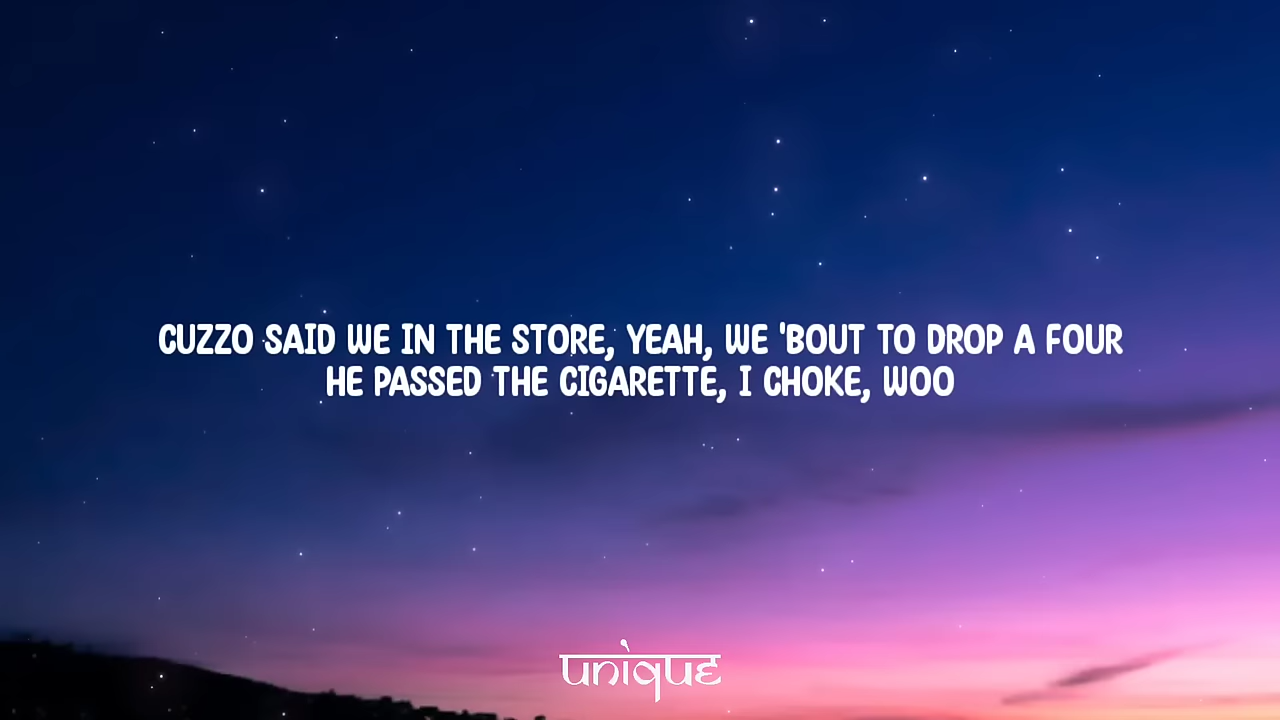 CUZZO SAID WE IN THE STORE, YEAH, WE 'BOUT TO DROP A FOUR
HE PASSED THE CIGARETTE, I CHOKE, WOO
unique